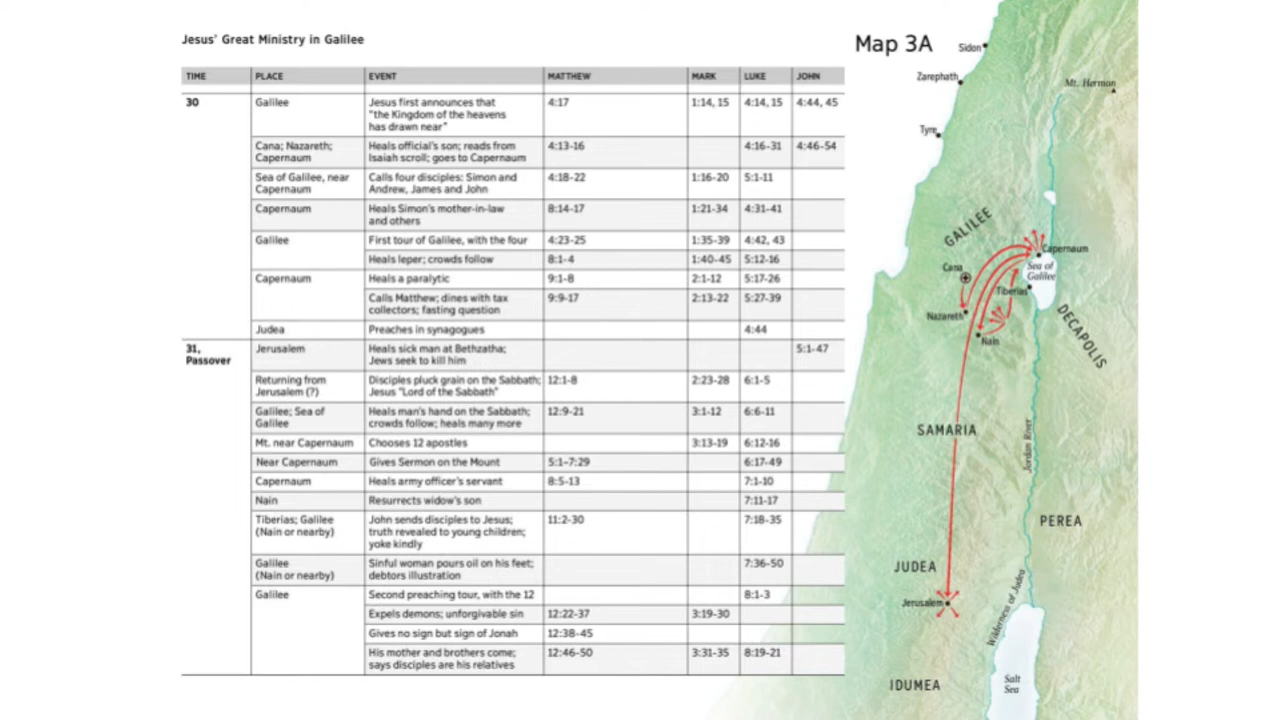 Jesus' Great Ministry in Galilee
TIME PLACE EVENT MATTHEW MARK LUKE JOHN
30 Galilee Jesus first announces that 4:17 1:14, 15 4:14, 15 4:44, 45
"the Kingdom of the heavens
has drawn near"
Cana; Nazareth; Heals official's son; reads from 4:13-16 4:16-31 4:46-54
Capernaum Isaiah scroll; goes to Capernaum
Sea of Galilee, near Calls four disciples: Simon and 4:18-22 1:16-20 5:1-11
Capernaum Andrew, James and John
Capernaum Heals Simon's mother-in-law 8:14-17 1:21-34 4:31-41
and others
Galilee First tour of Galilee, with the four 4:23-25 1:35-39 4:42, 43
Heals leper; crowds follow 8:1-4 1:40-45 5:12-16
Capernaum Heals a paralytic 9:1-8 2:1-12 5:17-26
Calls Matthew; dines with tax 9:9-17 2:13-22 5:27-39
collectors; fasting question
Judea Preaches in synagogues 4:44
31, Jerusalem Heals sick man at Bethzatha; 5:1-47
Passover Jews seek to kill him
Returning from Disciples pluck grain on the Sabbath; 12:1-8 2:23-28 6:1-5
Jerusalem (?) Jesus "Lord of the Sabbath"
Galilee; Sea of Heals man's hand on the Sabbath; 12:9-21 3:1-12 6:6-11
Galilee crowds follow; heals many more
Mt. near Capernaum Chooses 12 apostles 3:13-19 6:12-16
Near Capernaum Gives Sermon on the Mount 5:1-7:29 6:17-49
Capernaum Heals army officer's servant 8:5-13 7:1-10
Nain Resurrects widow's son 7:11-17
Tiberias; Galilee John sends disciples to Jesus; 11:2-30 7:18-35
(Nain or nearby) truth revealed to young children;
yoke kindly
Galilee Sinful woman pours oil on his feet; 7:36-50
(Nain or nearby) debtors illustration
Galilee Second preaching tour, with the 12 8:1-3
Expels demons; unforgivable sin 12:22-37 3:19-30
Gives no sign but sign of Jonah 12:38-45
His mother and brothers come; 12:46-50 3:31-35 8:19-21
says disciples are his relatives
Map 3A
Sidon
Zarephath
Mt. Hermon
Tyre
GALILEE
Capernaum
Cana
Sea of
Galilee
Tiberias
Nazareth
Nain
DECAPOLIS
SAMARIA
Jordan River
PEREA
JUDEA
Jerusalem
Wilderness of Judea
IDUMEA
Salt
Sea